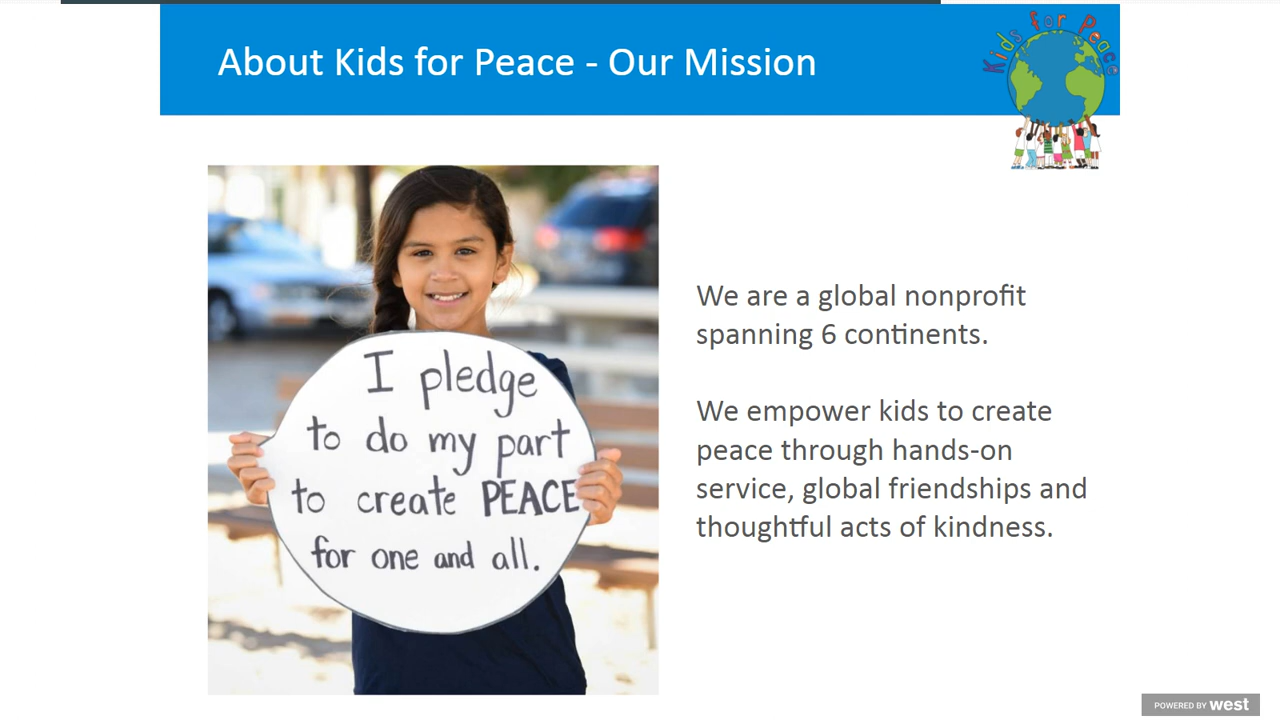 About Kids for Peace - Our Mission
Kids for Peace
I pledge
to do my part
to create PEACE
for one and all.
We are a global nonprofit
spanning 6 continents.
We empower kids to create
peace through hands-on
service, global friendships and
thoughtful acts of kindness.
POWERED BY west